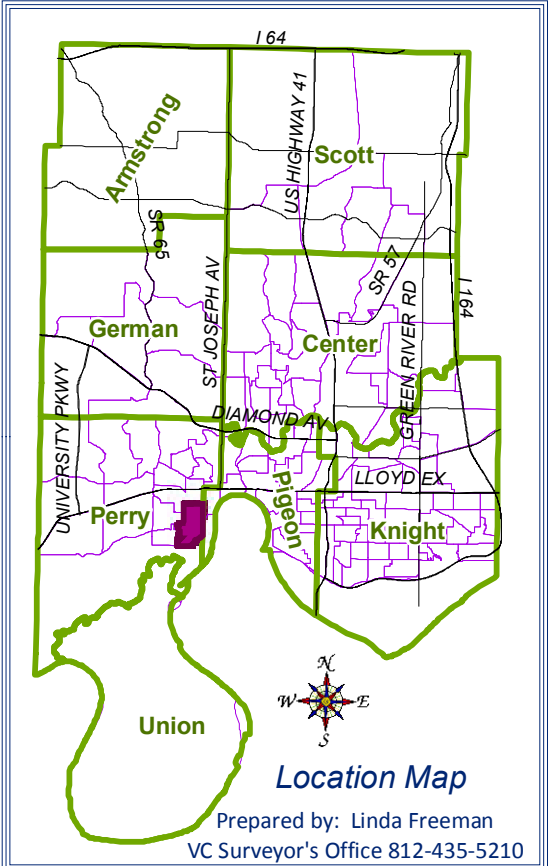 I 64
Armstrong
US HIGHWAY 41
Scott
SR 65
ST JOSEPH AV
SR 57
GREEN RIVER RD
I 164
German
Center
UNIVERSITY PKWY
DIAMOND AV
Pigeon
LLOYD EX
Perry
Knight
N
W
E
S
Union
Location Map
Prepared by: Linda Freeman
VC Surveyor's Office 812-435-5210